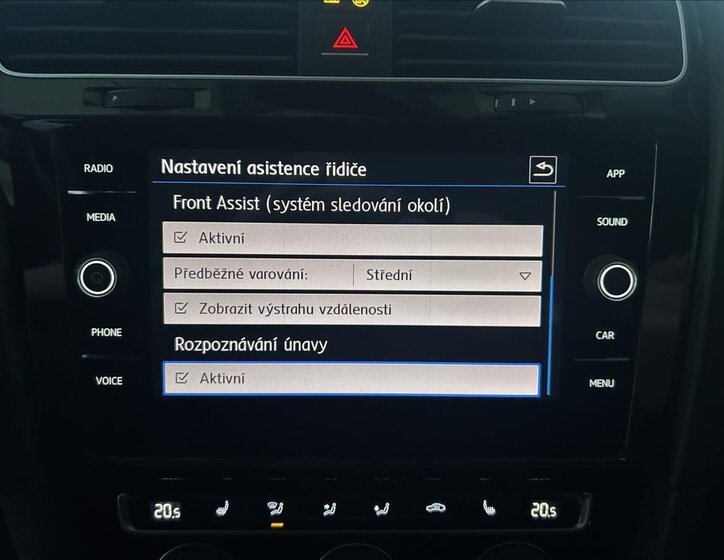 RADIO
MEDIA
PHONE
VOICE
Nastavení asistence řidiče
Front Assist (systém sledování okolí)
Aktivní
Předběžné varování: Střední
Zobrazit výstrahu vzdálenosti
Rozpoznávání únavy
Aktivní
APP
SOUND
CAR
MENU
20.5 20.5